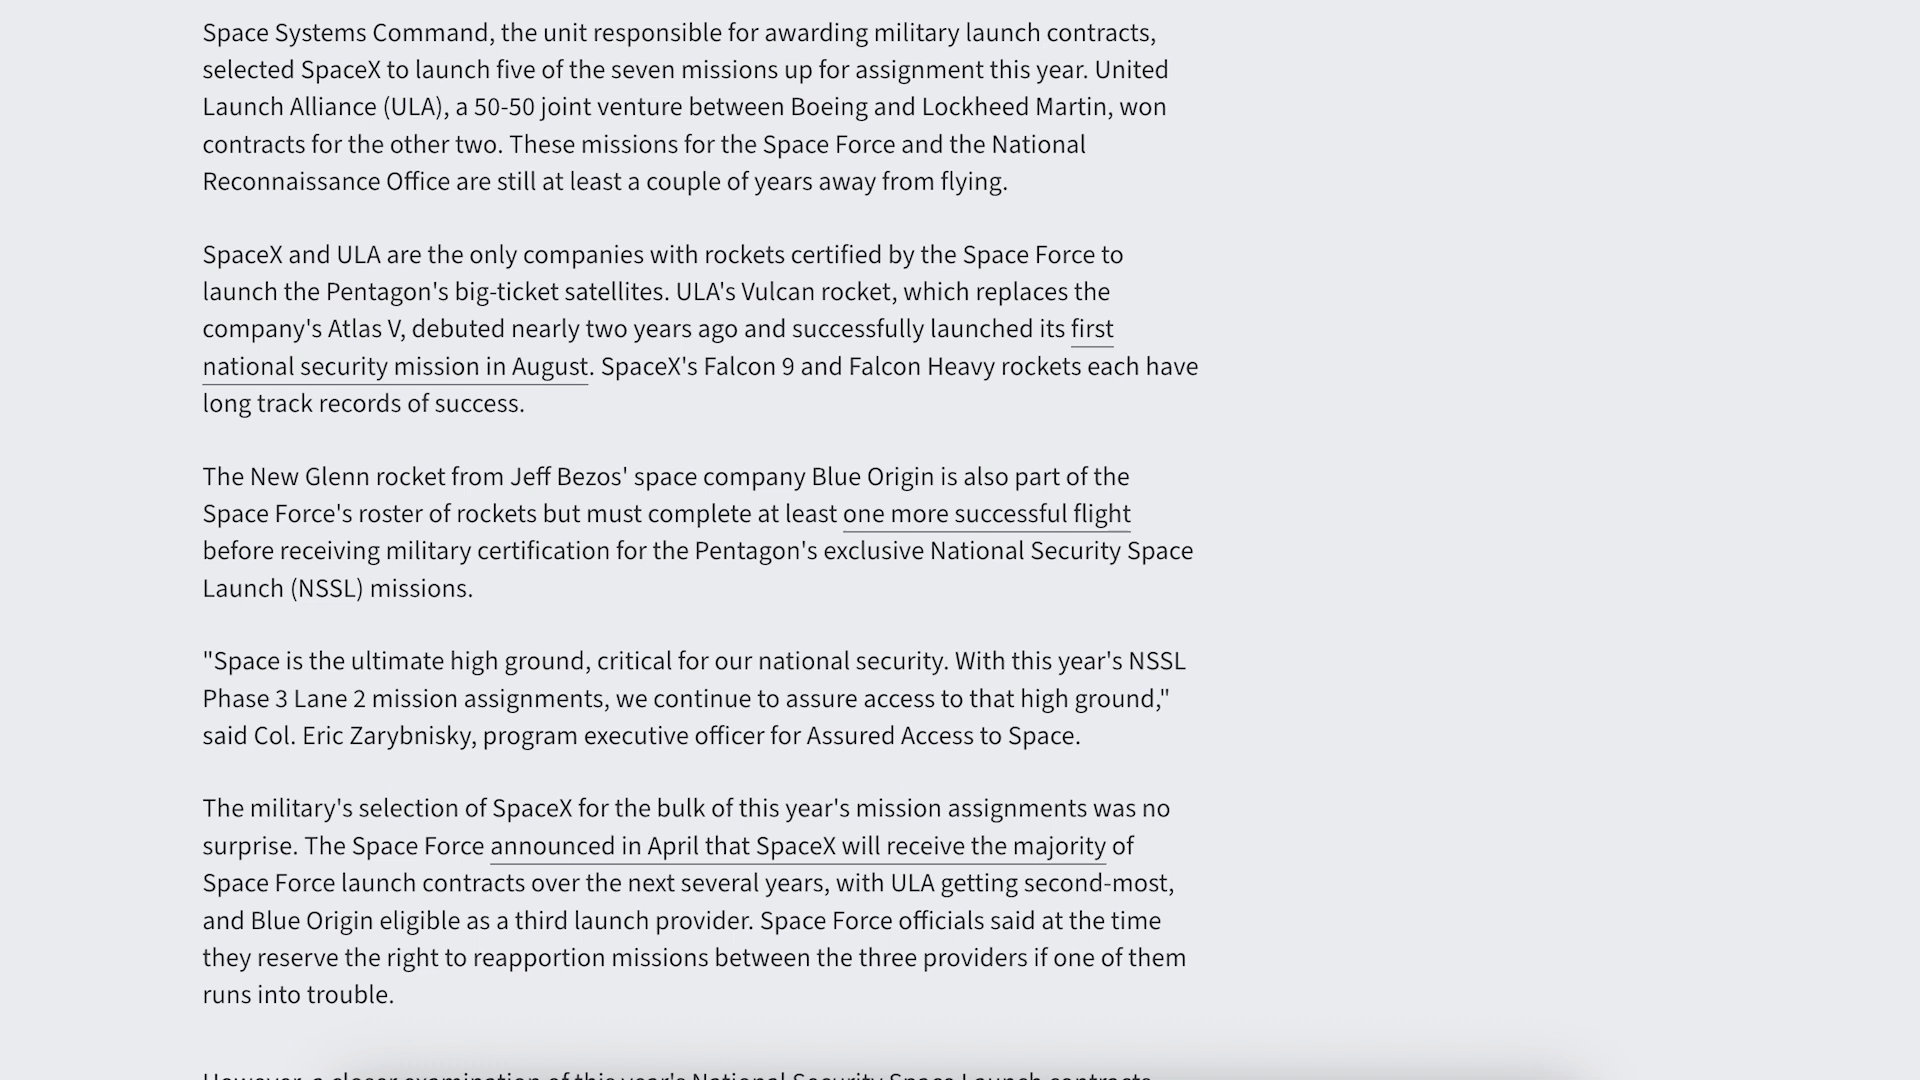 Space Systems Command, the unit responsible for awarding military launch contracts,
selected SpaceX to launch five of the seven missions up for assignment this year. United
Launch Alliance (ULA), a 50-50 joint venture between Boeing and Lockheed Martin, won
contracts for the other two. These missions for the Space Force and the National
Reconnaissance Office are still at least a couple of years away from flying.
SpaceX and ULA are the only companies with rockets certified by the Space Force to
launch the Pentagon's big-ticket satellites. ULA's Vulcan rocket, which replaces the
company's Atlas V, debuted nearly two years ago and successfully launched its first
national security mission in August. SpaceX's Falcon 9 and Falcon Heavy rockets each have
long track records of success.
The New Glenn rocket from Jeff Bezos' space company Blue Origin is also part of the
Space Force's roster of rockets but must complete at least one more successful flight
before receiving military certification for the Pentagon's exclusive National Security Space
Launch (NSSL) missions.
"Space is the ultimate high ground, critical for our national security. With this year's NSSL
Phase 3 Lane 2 mission assignments, we continue to assure access to that high ground,"
said Col. Eric Zarybnisky, program executive officer for Assured Access to Space.
The military's selection of SpaceX for the bulk of this year's mission assignments was no
surprise. The Space Force announced in April that SpaceX will receive the majority of
Space Force launch contracts over the next several years, with ULA getting second-most,
and Blue Origin eligible as a third launch provider. Space Force officials said at the time
they reserve the right to reapportion missions between the three providers if one of them
runs into trouble.
However, a closer examination of this year's National Security Space Launch contracts